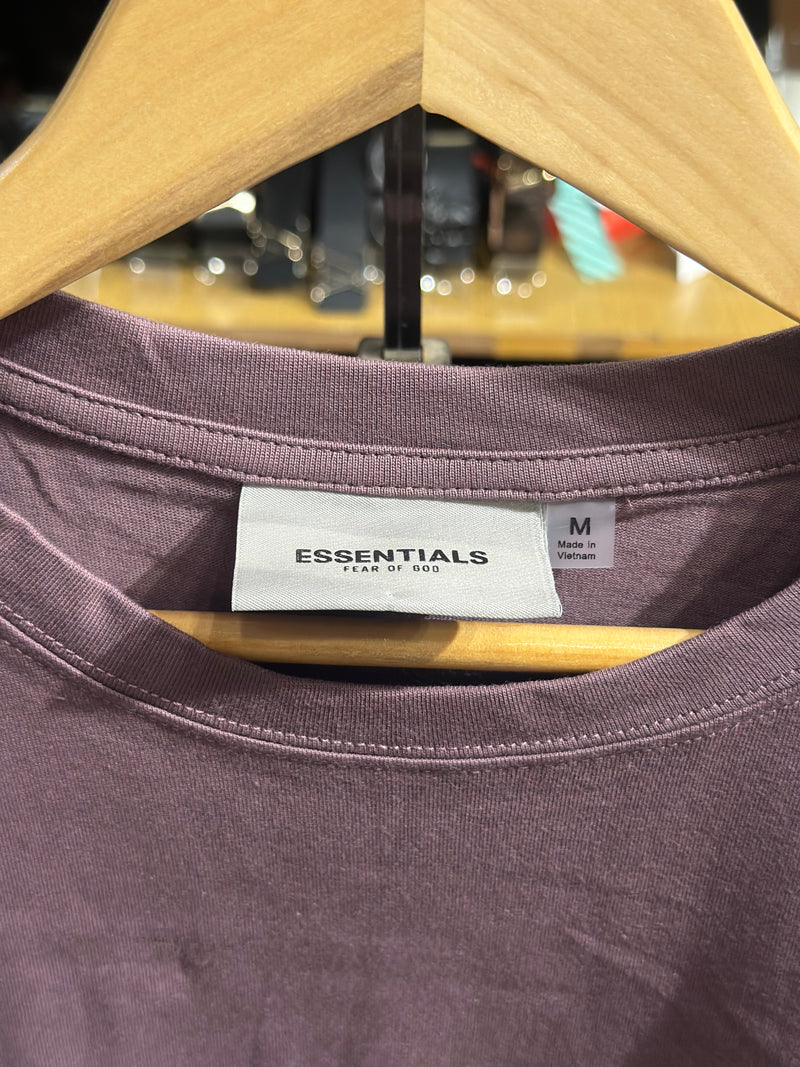 ESSENTIALS
FEAR OF GOD
M
Made in
Vietnam